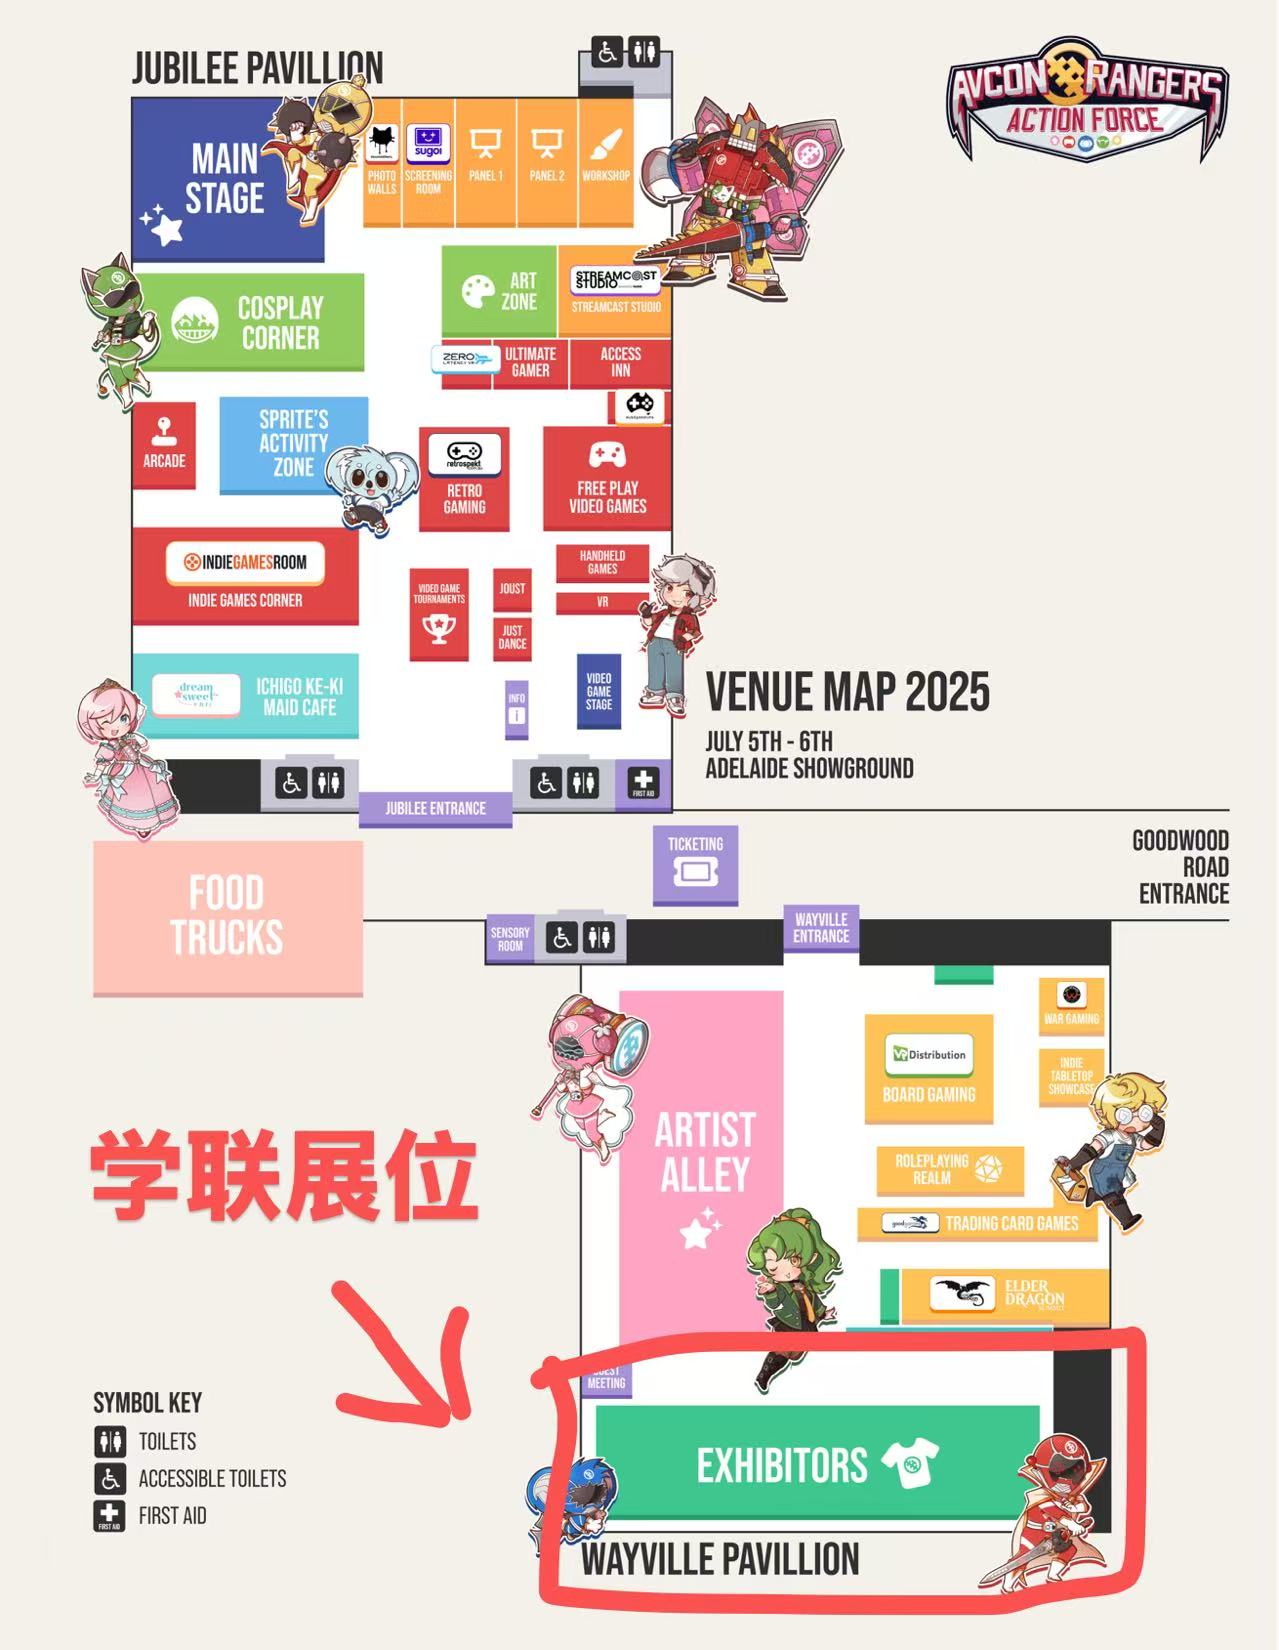 JUBILEE PAVILLION
AVCON RANGERS
ACTION FORCE
MAIN
STAGE
PHOTO
WALLS
sugoi
SCREENING
ROOM
PANEL 1
PANEL 2
WORKSHOP
COSPLAY
CORNER
ART
ZONE
STREAMC@ST
STUDIO
STREAMCAST STUDIO
ZERO
LATENCY VR
ULTIMATE
GAMER
ACCESS
INN
ARCADE
SPRITE'S
ACTIVITY
ZONE
retrospekt
RETRO
GAMING
FREE PLAY
VIDEO GAMES
INDIEGAMESROOM
INDIE GAMES CORNER
VIDEO GAME
TOURNAMENTS
JOUST
JUST
DANCE
HANDHELD
GAMES
VR
dream
sweet
ICHIGO KE-KI
MAID CAFE
INFO
VIDEO
GAME
STAGE
FIRST AID
JUBILEE ENTRANCE
VENUE MAP 2025
JULY 5TH - 6TH
ADELAIDE SHOWGROUND
TICKETING
GOODWOOD
ROAD
ENTRANCE
FOOD
TRUCKS
SENSORY
ROOM
WAYVILLE
ENTRANCE
ARTIST
ALLEY
VR Distribution
BOARD GAMING
WAR GAMING
INDIE
TABLETOP
SHOWCASE
ROLEPLAYING
REALM
TRADING CARD GAMES
ELDER
DRAGON
学联展位
MEETING
EXHIBITORS
WAYVILLE PAVILLION
SYMBOL KEY
TOILETS
ACCESSIBLE TOILETS
FIRST AID
FIRST AID